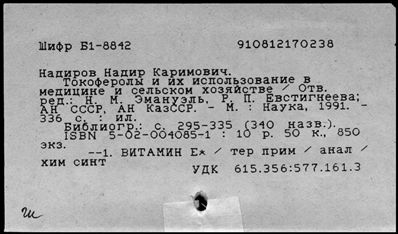 Шифр Б1-8842 Р 910812170238
Надиров Надир Каримович.
Токоферолы и их использование в
медицине и сельском хозяйстве / Отв.
ред.: Н. М. Эмануэль, Р. П. Евстигнеева;
АН СССР, АН КазССР. - М. : Наука, 1991. -
336 с. : ил.
Библиогр.: с. 295-335 (340 назв.).
ISBN 5-02-004085-1 : 10 р. 50 к., 850
экз.
--1. ВИТАМИН Е* / тер прим / анал /
хим синт
УДК 615.356:577.161.3